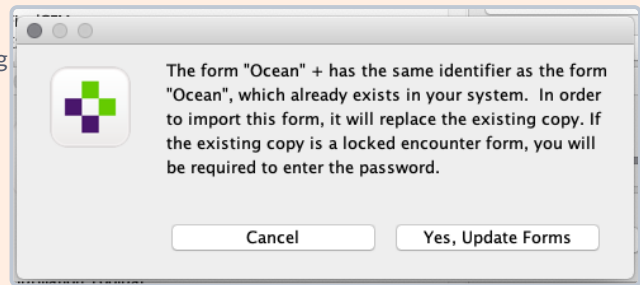 g
The form "Ocean" + has the same identifier as the form
"Ocean", which already exists in your system.  In order
to import this form, it will replace the existing copy. If
the existing copy is a locked encounter form, you will
be required to enter the password.
Cancel
Yes, Update Forms